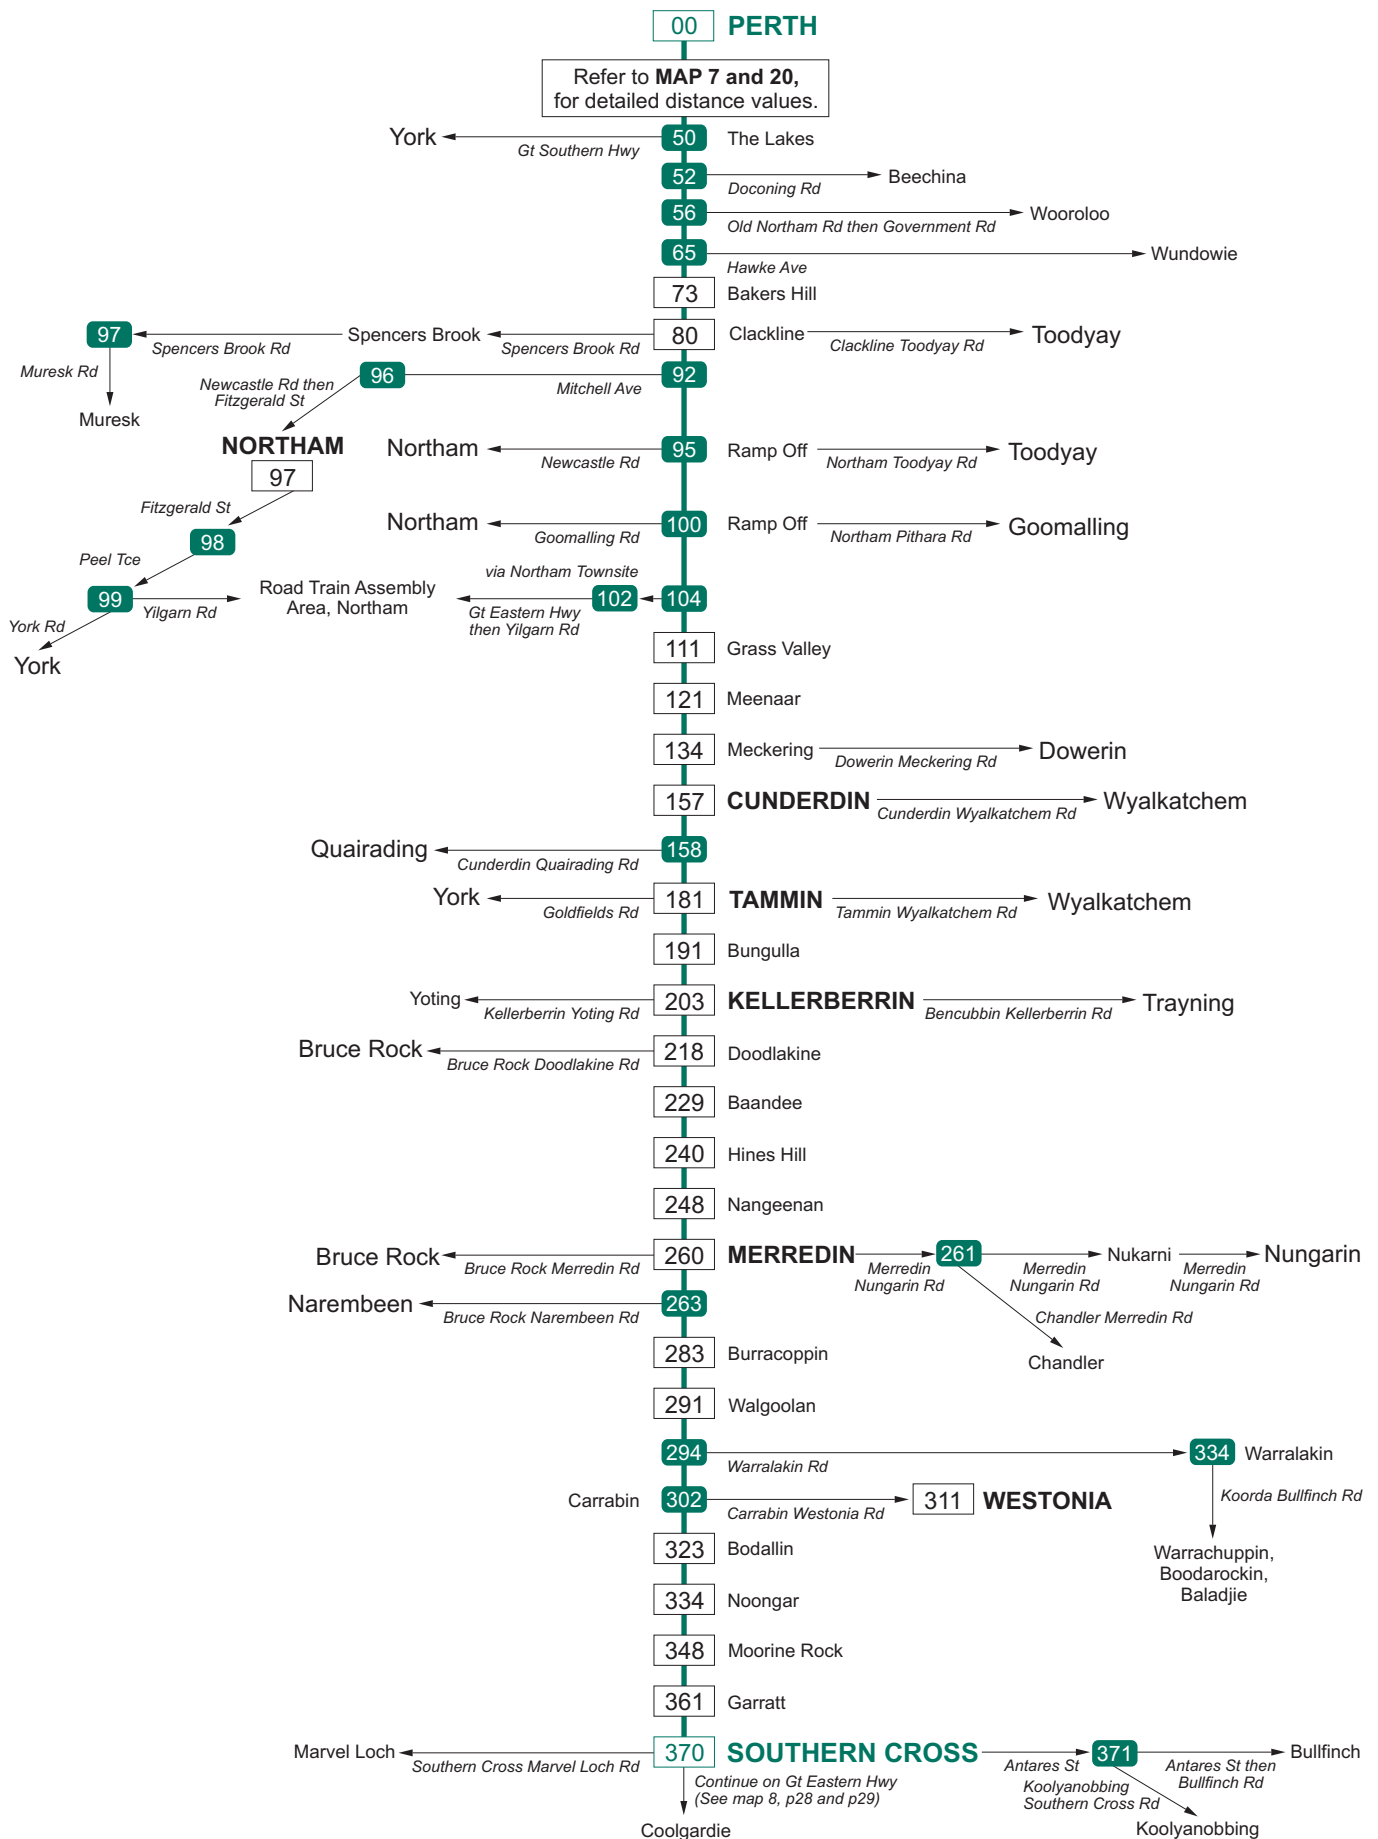 00 PERTH
Refer to MAP 7 and 20,
for detailed distance values.
York
Gt Southern Hwy
50 The Lakes
52
Doconing Rd
Beechina
56
Old Northam Rd then Government Rd
Wooroloo
65
Hawke Ave
Wundowie
73 Bakers Hill
97
Spencers Brook Rd
Spencers Brook
Spencers Brook Rd
80 Clackline
Clackline Toodyay Rd
Toodyay
Muresk Rd
Muresk
Newcastle Rd then
Fitzgerald St
96
Mitchell Ave
92
NORTHAM
97
Northam
Newcastle Rd
95 Ramp Off
Northam Toodyay Rd
Toodyay
Fitzgerald St
98
Northam
Goomalling Rd
100 Ramp Off
Northam Pithara Rd
Goomalling
Peel Tce
99
Yilgarn Rd
Road Train Assembly
Area, Northam
via Northam Townsite
Gt Eastern Hwy
then Yilgarn Rd
102
104
York Rd
York
111 Grass Valley
121 Meenaar
134 Meckering
Dowerin Meckering Rd
Dowerin
157 CUNDERDIN
Cunderdin Wyalkatchem Rd
Wyalkatchem
Quairading
Cunderdin Quairading Rd
158
York
Goldfields Rd
181 TAMMIN
Tammin Wyalkatchem Rd
Wyalkatchem
191 Bungulla
Yoting
Kellerberrin Yoting Rd
203 KELLERBERRIN
Bencubbin Kellerberrin Rd
Trayning
Bruce Rock
Bruce Rock Doodlakine Rd
218 Doodlakine
229 Baandee
240 Hines Hill
248 Nangeenan
Bruce Rock
Bruce Rock Merredin Rd
260 MERREDIN
Merredin
Nungarin Rd
261
Merredin
Nungarin Rd
Nukarni
Merredin
Nungarin Rd
Nungarin
Narembeen
Bruce Rock Narembeen Rd
263
Chandler Merredin Rd
Chandler
283 Burracoppin
291 Walgoolan
294
Warralakin Rd
334 Warralakin
Koorda Bullfinch Rd
Warrachuppin,
Boodarockin,
Baladjie
Carrabin 302
Carrabin Westonia Rd
311 WESTONIA
323 Bodallin
334 Noongar
348 Moorine Rock
361 Garratt
Marvel Loch
Southern Cross Marvel Loch Rd
370 SOUTHERN CROSS
Antares St
371
Antares St then
Bullfinch Rd
Bullfinch
Continue on Gt Eastern Hwy
(See map 8, p28 and p29)
Koolyanobbing
Southern Cross Rd
Coolgardie
Koolyanobbing